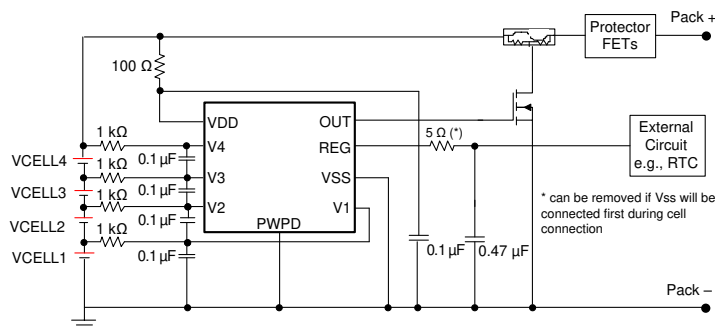 Pack +
Protector
FETs
100 Ω
VDD
OUT
1 kΩ
V4
0.1 µF
REG
5 Ω (*)
External
Circuit
e.g., RTC
VCELL4
1 kΩ
V3
0.1 µF
VSS
VCELL3
1 kΩ
V2
V1
* can be removed if Vss will be
connected first during cell
connection
VCELL2
0.1 µF
PWPD
1 kΩ
VCELL1
0.1 µF
0.1 µF
0.47 µF
Pack –